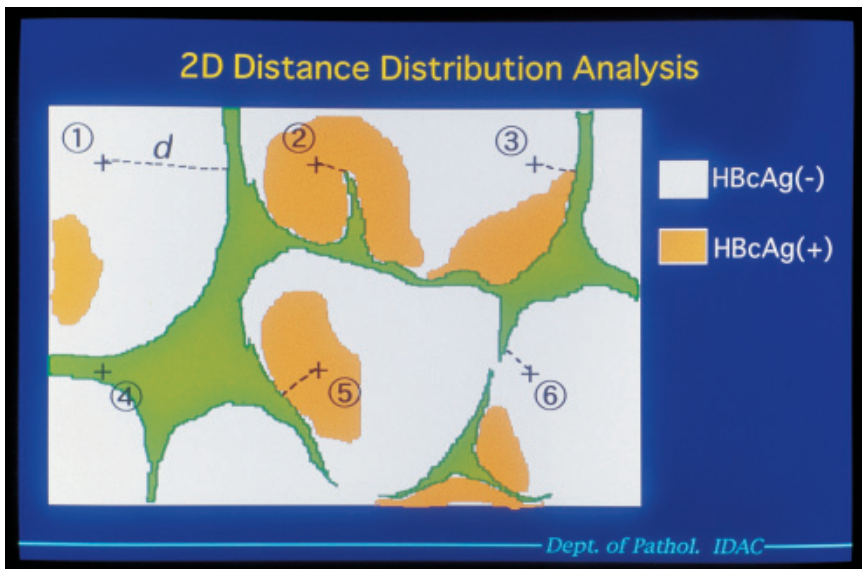 2D Distance Distribution Analysis
① d ② ③
HBcAg(-)
HBcAg(+)
④ ⑤ ⑥
Dept. of Pathol. IDAC